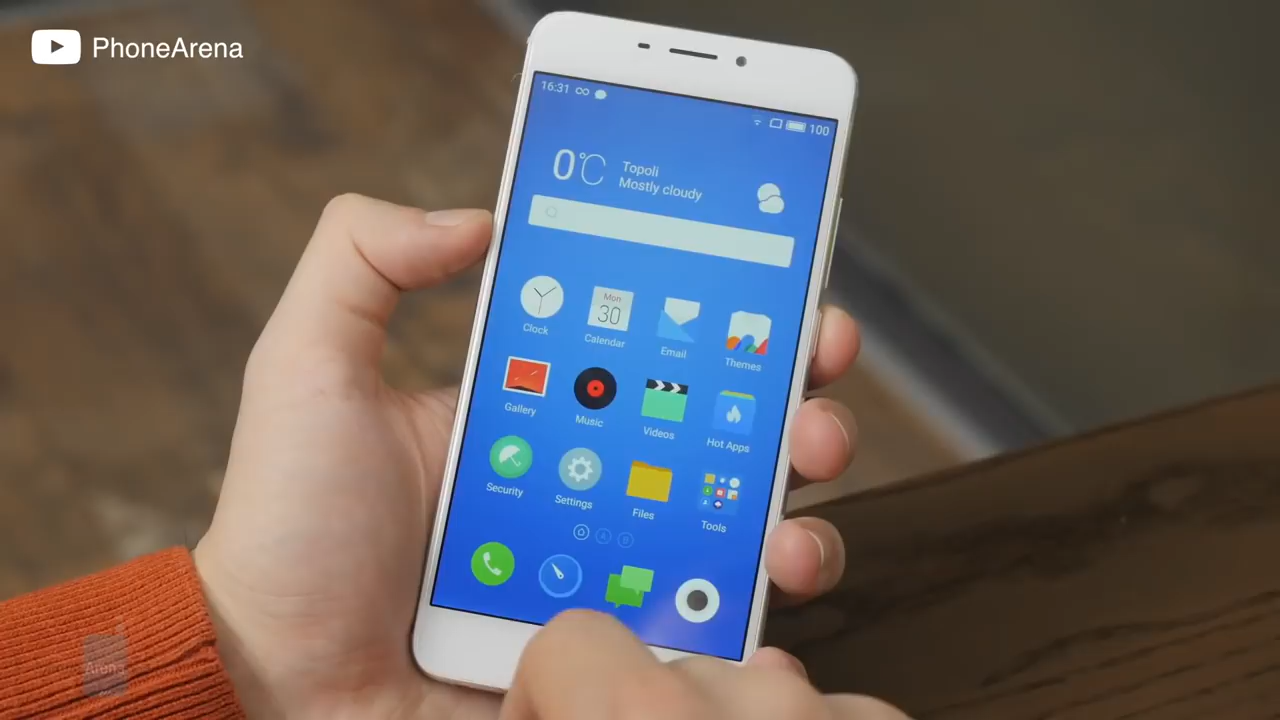 PhoneArena
16:31
100
0°C
Topoli
Mostly cloudy
Mon
30
Clock
Calendar
Email
Themes
Gallery
Music
Videos
Hot Apps
Security
Settings
Files
Tools
A
B
Arena